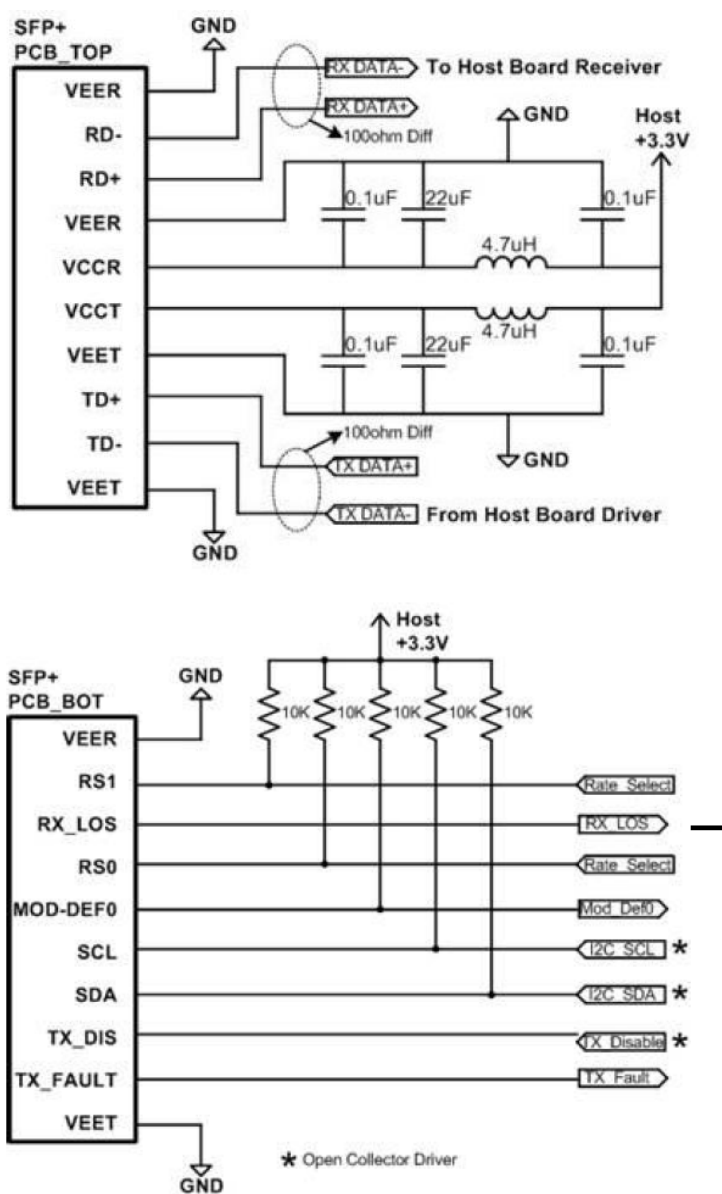 SFP+
PCB_TOP
GND
VEER
RD-
RD+
VEER
VCCR
VCCT
VEET
TD+
TD-
VEET
GND
RX DATA- To Host Board Receiver
RX DATA+
100ohm Diff
GND
Host
+3.3V
0.1uF 22uF 0.1uF
4.7uH
4.7uH
0.1uF 22uF 0.1uF
100ohm Diff
GND
TX DATA+
TX DATA- From Host Board Driver
SFP+
PCB_BOT
GND
Host
+3.3V
10K 10K 10K 10K 10K
VEER
RS1 Rate_Select
RX_LOS RX_LOS
RS0 Rate_Select
MOD-DEF0 Mod_Def0
SCL I2C_SCL *
SDA I2C_SDA *
TX_DIS TX_Disable *
TX_FAULT TX_Fault
VEET
GND
* Open Collector Driver